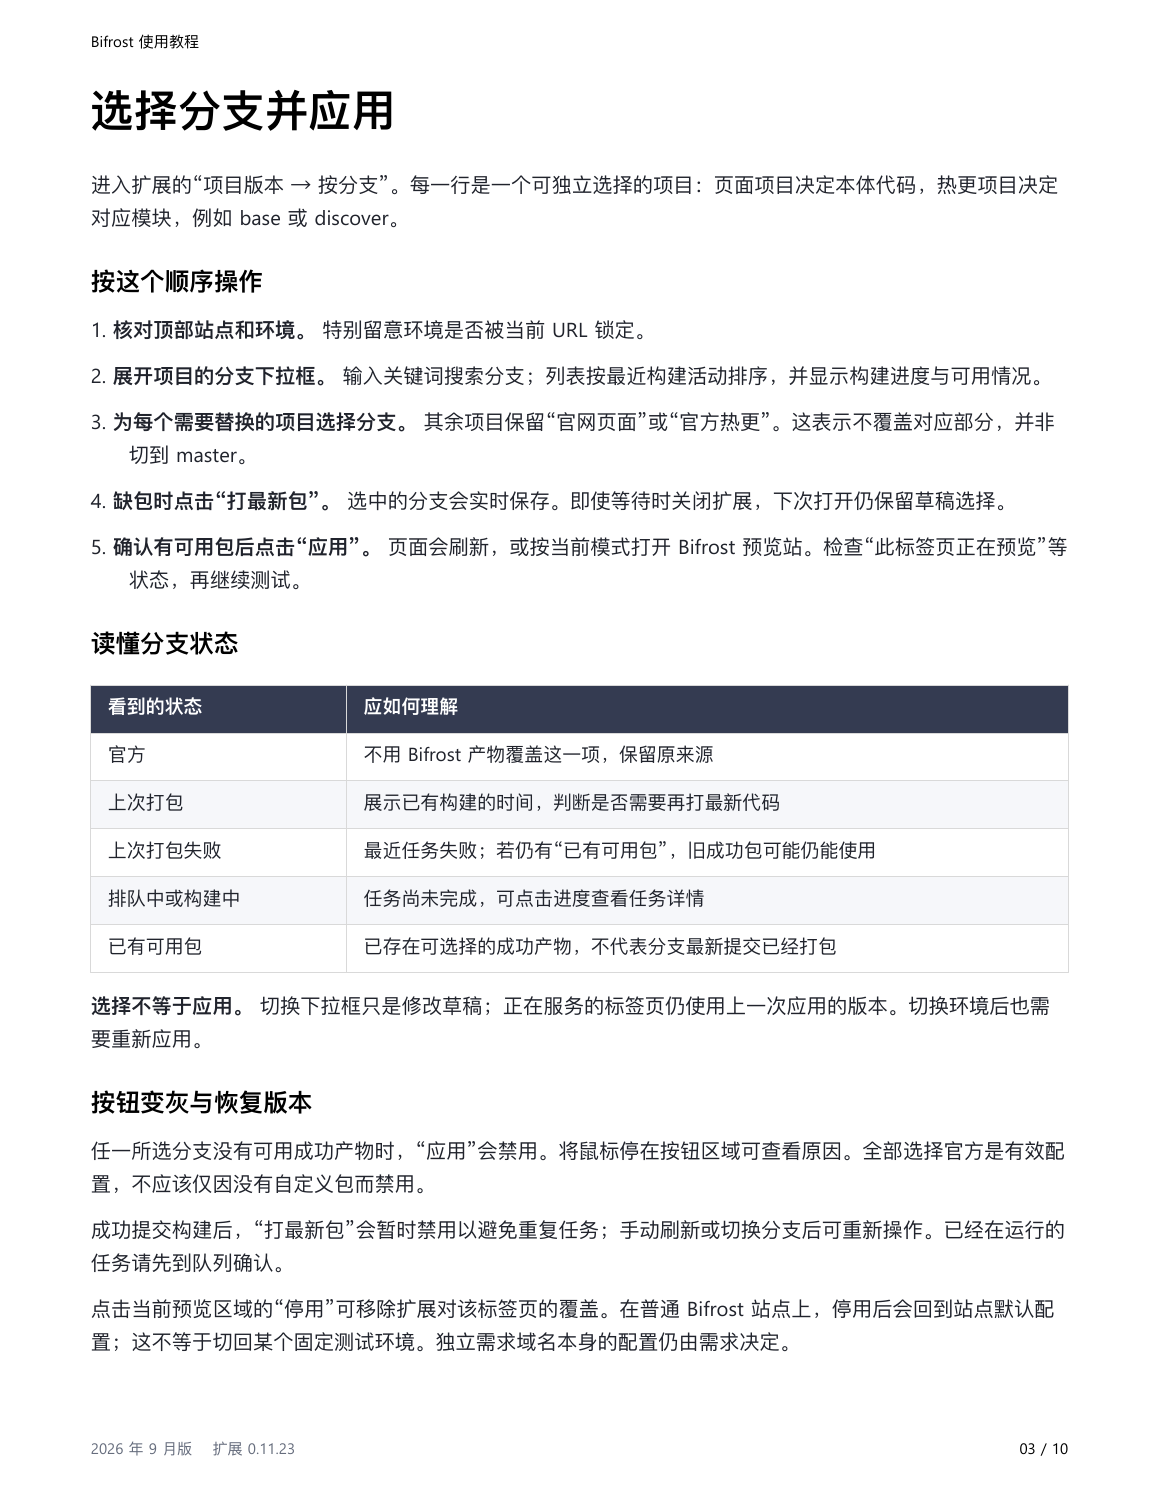 Bifrost 使用教程
选择分支并应用
进入扩展的“项目版本 → 按分支”。每一行是一个可独立选择的项目：页面项目决定本体代码，热更项目决定
对应模块，例如 base 或 discover。
按这个顺序操作
1. 核对顶部站点和环境。 特别留意环境是否被当前 URL 锁定。
2. 展开项目的分支下拉框。 输入关键词搜索分支；列表按最近构建活动排序，并显示构建进度与可用情况。
3. 为每个需要替换的项目选择分支。 其余项目保留“官网页面”或“官方热更”。这表示不覆盖对应部分，并非
切到 master。
4. 缺包时点击“打最新包”。 选中的分支会实时保存。即使等待时关闭扩展，下次打开仍保留草稿选择。
5. 确认有可用包后点击“应用”。 页面会刷新，或按当前模式打开 Bifrost 预览站。检查“此标签页正在预览”等
状态，再继续测试。
读懂分支状态
看到的状态 应如何理解
官方 不用 Bifrost 产物覆盖这一项，保留原来源
上次打包 展示已有构建的时间，判断是否需要再打最新代码
上次打包失败 最近任务失败；若仍有“已有可用包”，旧成功包可能仍能使用
排队中或构建中 任务尚未完成，可点击进度查看任务详情
已有可用包 已存在可选择的成功产物，不代表分支最新提交已经打包
选择不等于应用。 切换下拉框只是修改草稿；正在服务的标签页仍使用上一次应用的版本。切换环境后也需
要重新应用。
按钮变灰与恢复版本
任一所选分支没有可用成功产物时，“应用”会禁用。将鼠标停在按钮区域可查看原因。全部选择官方是有效配
置，不应该仅因没有自定义包而禁用。
成功提交构建后，“打最新包”会暂时禁用以避免重复任务；手动刷新或切换分支后可重新操作。已经在运行的
任务请先到队列确认。
点击当前预览区域的“停用”可移除扩展对该标签页的覆盖。在普通 Bifrost 站点上，停用后会回到站点默认配
置；这不等于切回某个固定测试环境。独立需求域名本身的配置仍由需求决定。
2026 年 9 月版 扩展 0.11.23 03 / 10